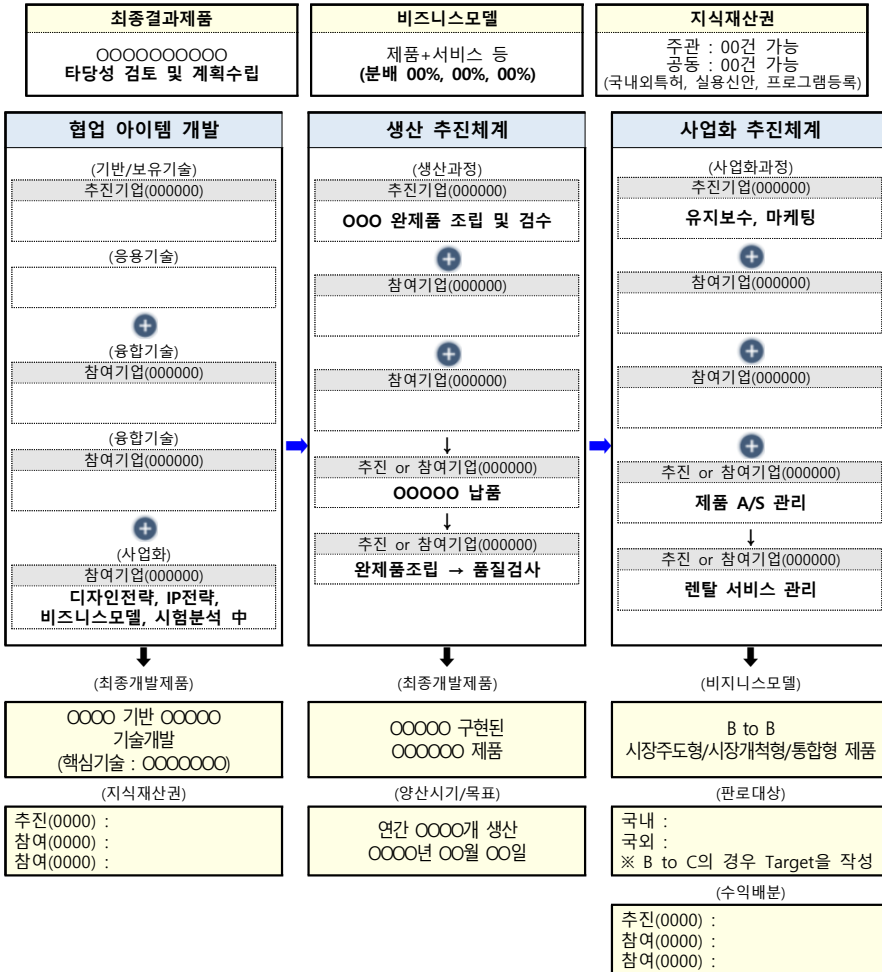 최종결과제품
OOOOOOOOOO
타당성 검토 및 계획수립
비즈니스모델
제품+서비스 등
(분배 00%, 00%, 00%)
지식재산권
주관 : 00건 가능
공동 : 00건 가능
(국내외특허, 실용신안, 프로그램등록)
협업 아이템 개발
(기반/보유기술)
추진기업(000000)
(응용기술)
(융합기술)
참여기업(000000)
(융합기술)
참여기업(000000)
(사업화)
참여기업(000000)
디자인전략, IP전략,
비즈니스모델, 시험분석 中
(최종개발제품)
OOOO 기반 OOOOO
기술개발
(핵심기술 : OOOOOOO)
(지식재산권)
추진(0000) :
참여(0000) :
참여(0000) :
생산 추진체계
(생산과정)
추진기업(000000)
OOO 완제품 조립 및 검수
참여기업(000000)
참여기업(000000)
↓
추진 or 참여기업(000000)
OOOOO 납품
↓
추진 or 참여기업(000000)
완제품조립 → 품질검사
(최종개발제품)
OOOOO 구현된
OOOOOO 제품
(양산시기/목표)
연간 OOOO개 생산
OOOO년 OO월 OO일
사업화 추진체계
(사업화과정)
추진기업(000000)
유지보수, 마케팅
참여기업(000000)
참여기업(000000)
추진 or 참여기업(000000)
제품 A/S 관리
↓
추진 or 참여기업(000000)
렌탈 서비스 관리
(비지니스모델)
B to B
시장주도형/시장개척형/통합형 제품
(판로대상)
국내 :
국외 :
※ B to C의 경우 Target을 작성
(수익배분)
추진(0000) :
참여(0000) :
참여(0000) :